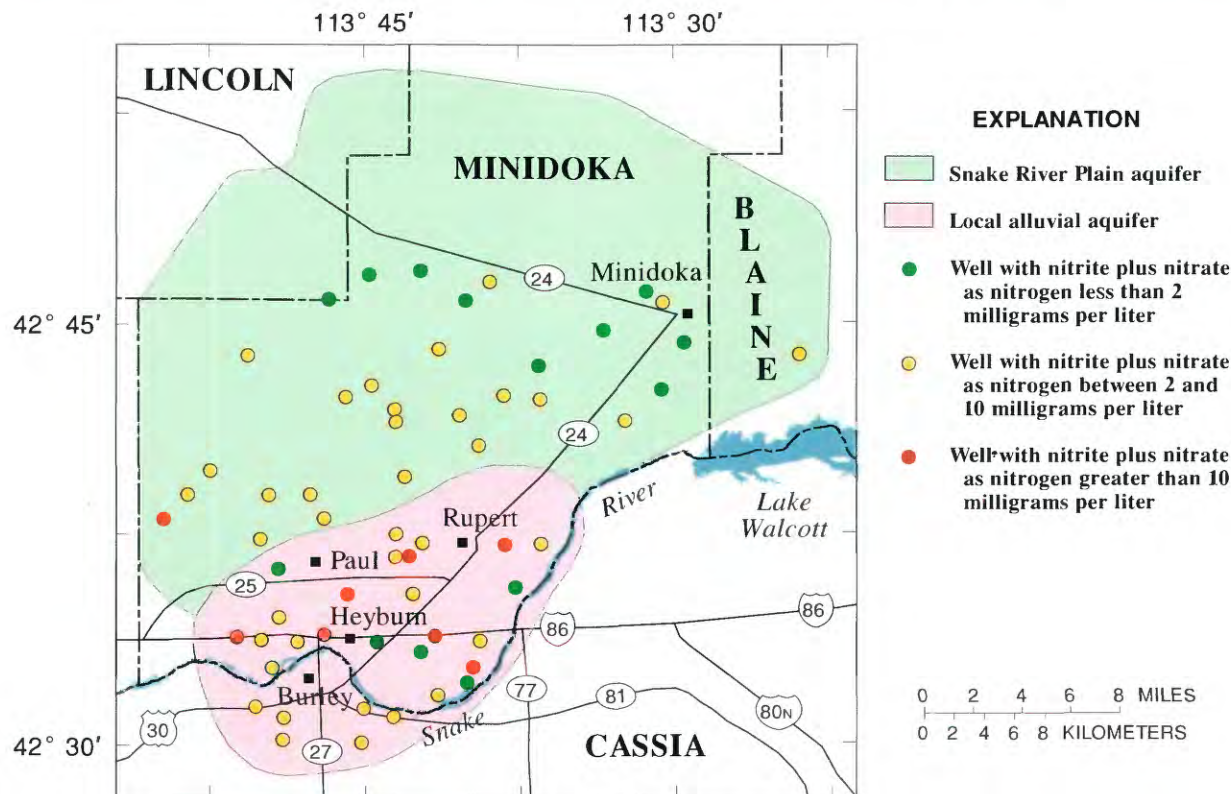 113° 45′
113° 30′
LINCOLN
MINIDOKA
BLAINE
24
Minidoka
42° 45′
24
River
Lake
Walcott
Rupert
Paul
25
Heyburn
86
86
Burley
77
81
80N
30
Snake
27
CASSIA
42° 30′
EXPLANATION
Snake River Plain aquifer
Local alluvial aquifer
Well with nitrite plus nitrate
as nitrogen less than 2
milligrams per liter
Well with nitrite plus nitrate
as nitrogen between 2 and
10 milligrams per liter
Well with nitrite plus nitrate
as nitrogen greater than 10
milligrams per liter
0 2 4 6 8 MILES
0 2 4 6 8 KILOMETERS